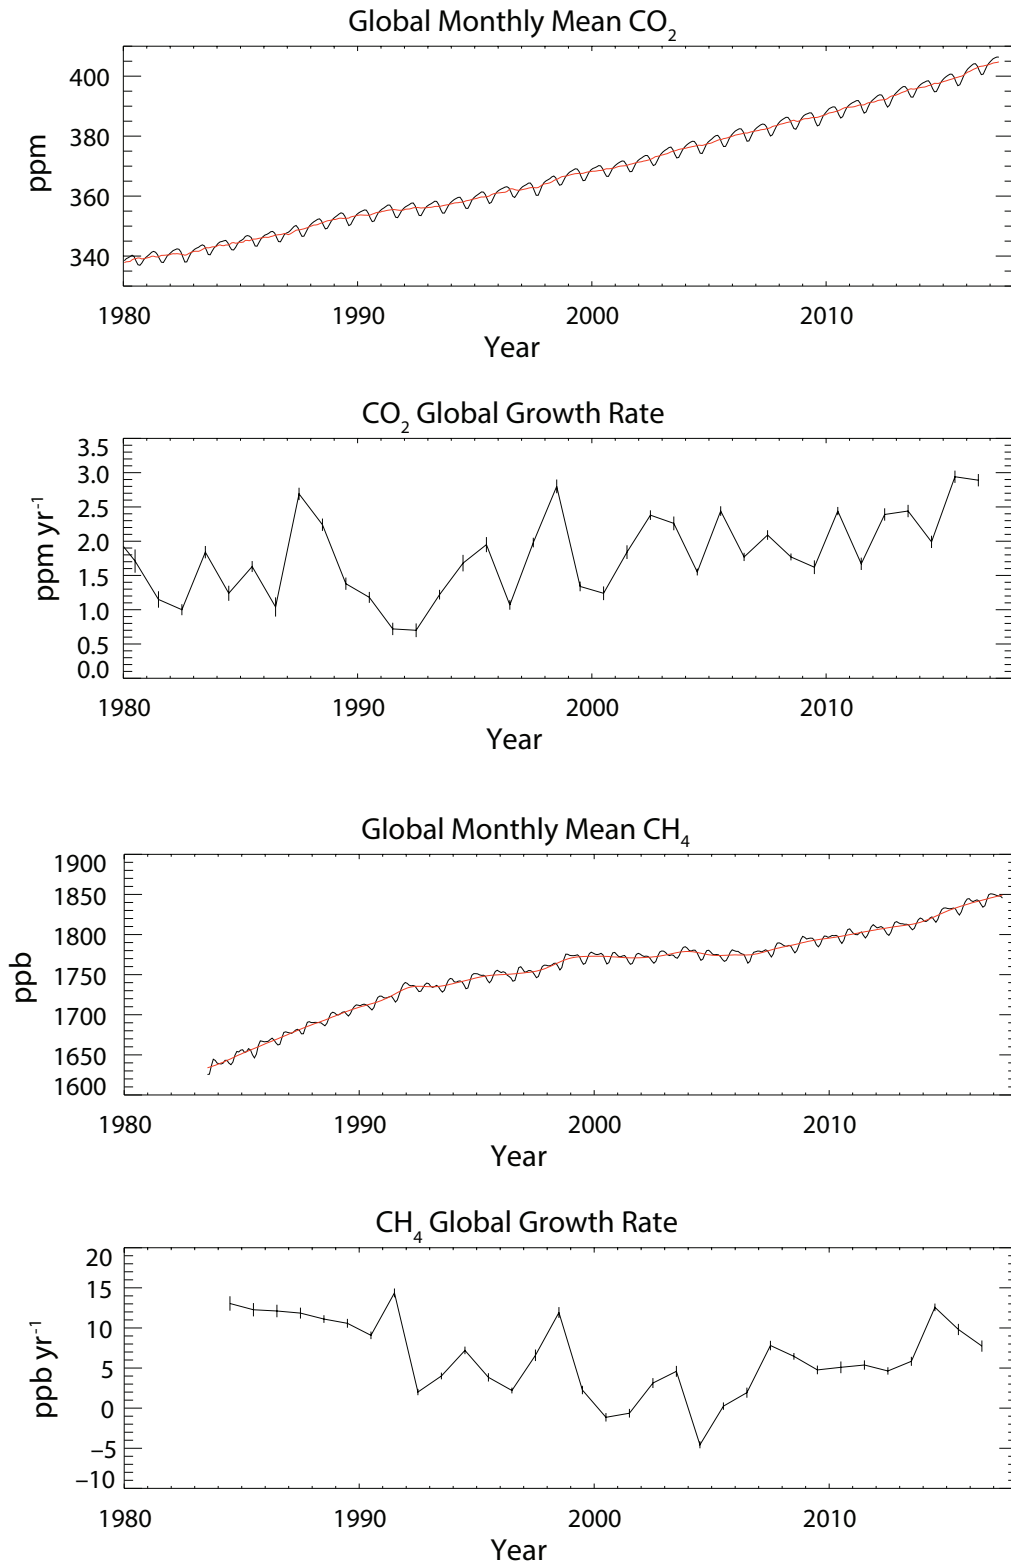 Global Monthly Mean CO₂
400
380
360
340
ppm
1980 1990 2000 2010
Year
CO₂ Global Growth Rate
3.5
3.0
2.5
2.0
1.5
1.0
0.5
0.0
ppm yr⁻¹
1980 1990 2000 2010
Year
Global Monthly Mean CH₄
1900
1850
1800
1750
1700
1650
1600
ppb
1980 1990 2000 2010
Year
CH₄ Global Growth Rate
20
15
10
5
0
−5
−10
ppb yr⁻¹
1980 1990 2000 2010
Year